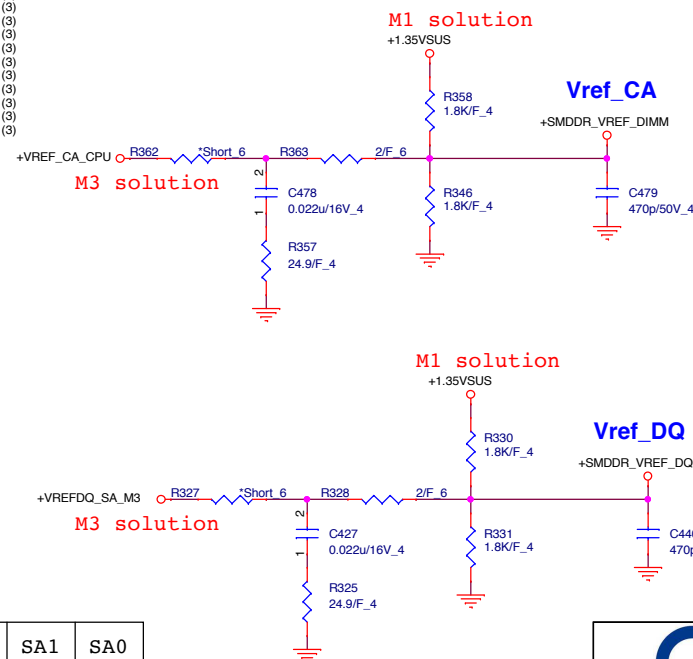 (3)
(3)
(3)
(3)
(3)
(3)
(3)
(3)
(3)
(3)
M1 solution
+1.35VSUS
R358
1.8K/F_4
Vref_CA
+SMDDR_VREF_DIMM
+VREF_CA_CPU
R362
*Short_6
R363
2/F_6
M3 solution
2
C478
1
0.022u/16V_4
R346
1.8K/F_4
C479
470p/50V_4
R357
24.9/F_4
M1 solution
+1.35VSUS
R330
1.8K/F_4
Vref_DQ
+SMDDR_VREF_DQ
+VREFDQ_SA_M3
R327
*Short_6
R328
2/F_6
M3 solution
2
C427
1
0.022u/16V_4
R331
1.8K/F_4
470p
R325
24.9/F_4
SA1 SA0